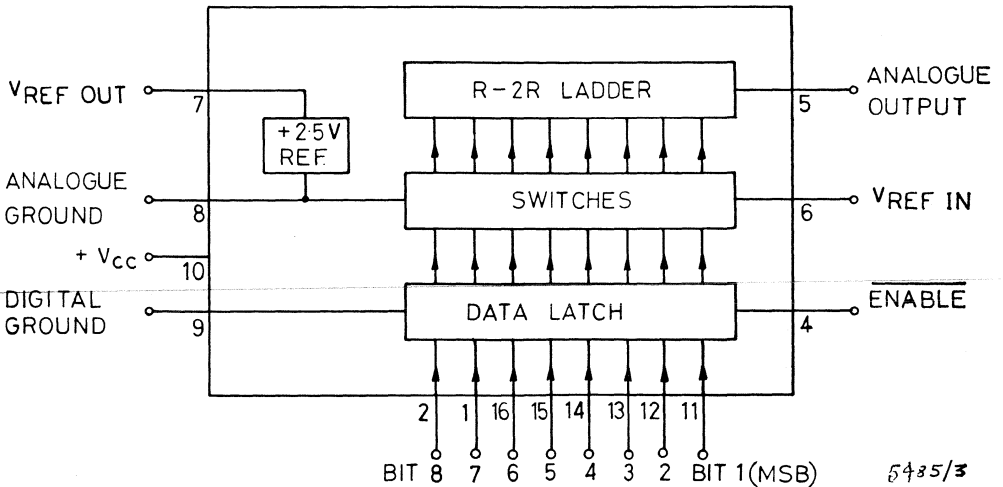 VREF OUT
7
+2·5V
REF.
R-2R LADDER
5
ANALOGUE
OUTPUT
ANALOGUE
GROUND
8
SWITCHES
6
VREF IN
+ VCC
10
DIGITAL
GROUND
9
DATA LATCH
4
ENABLE
2 1 16 15 14 13 12 11
BIT 8 7 6 5 4 3 2 BIT 1 (MSB)
5485/3